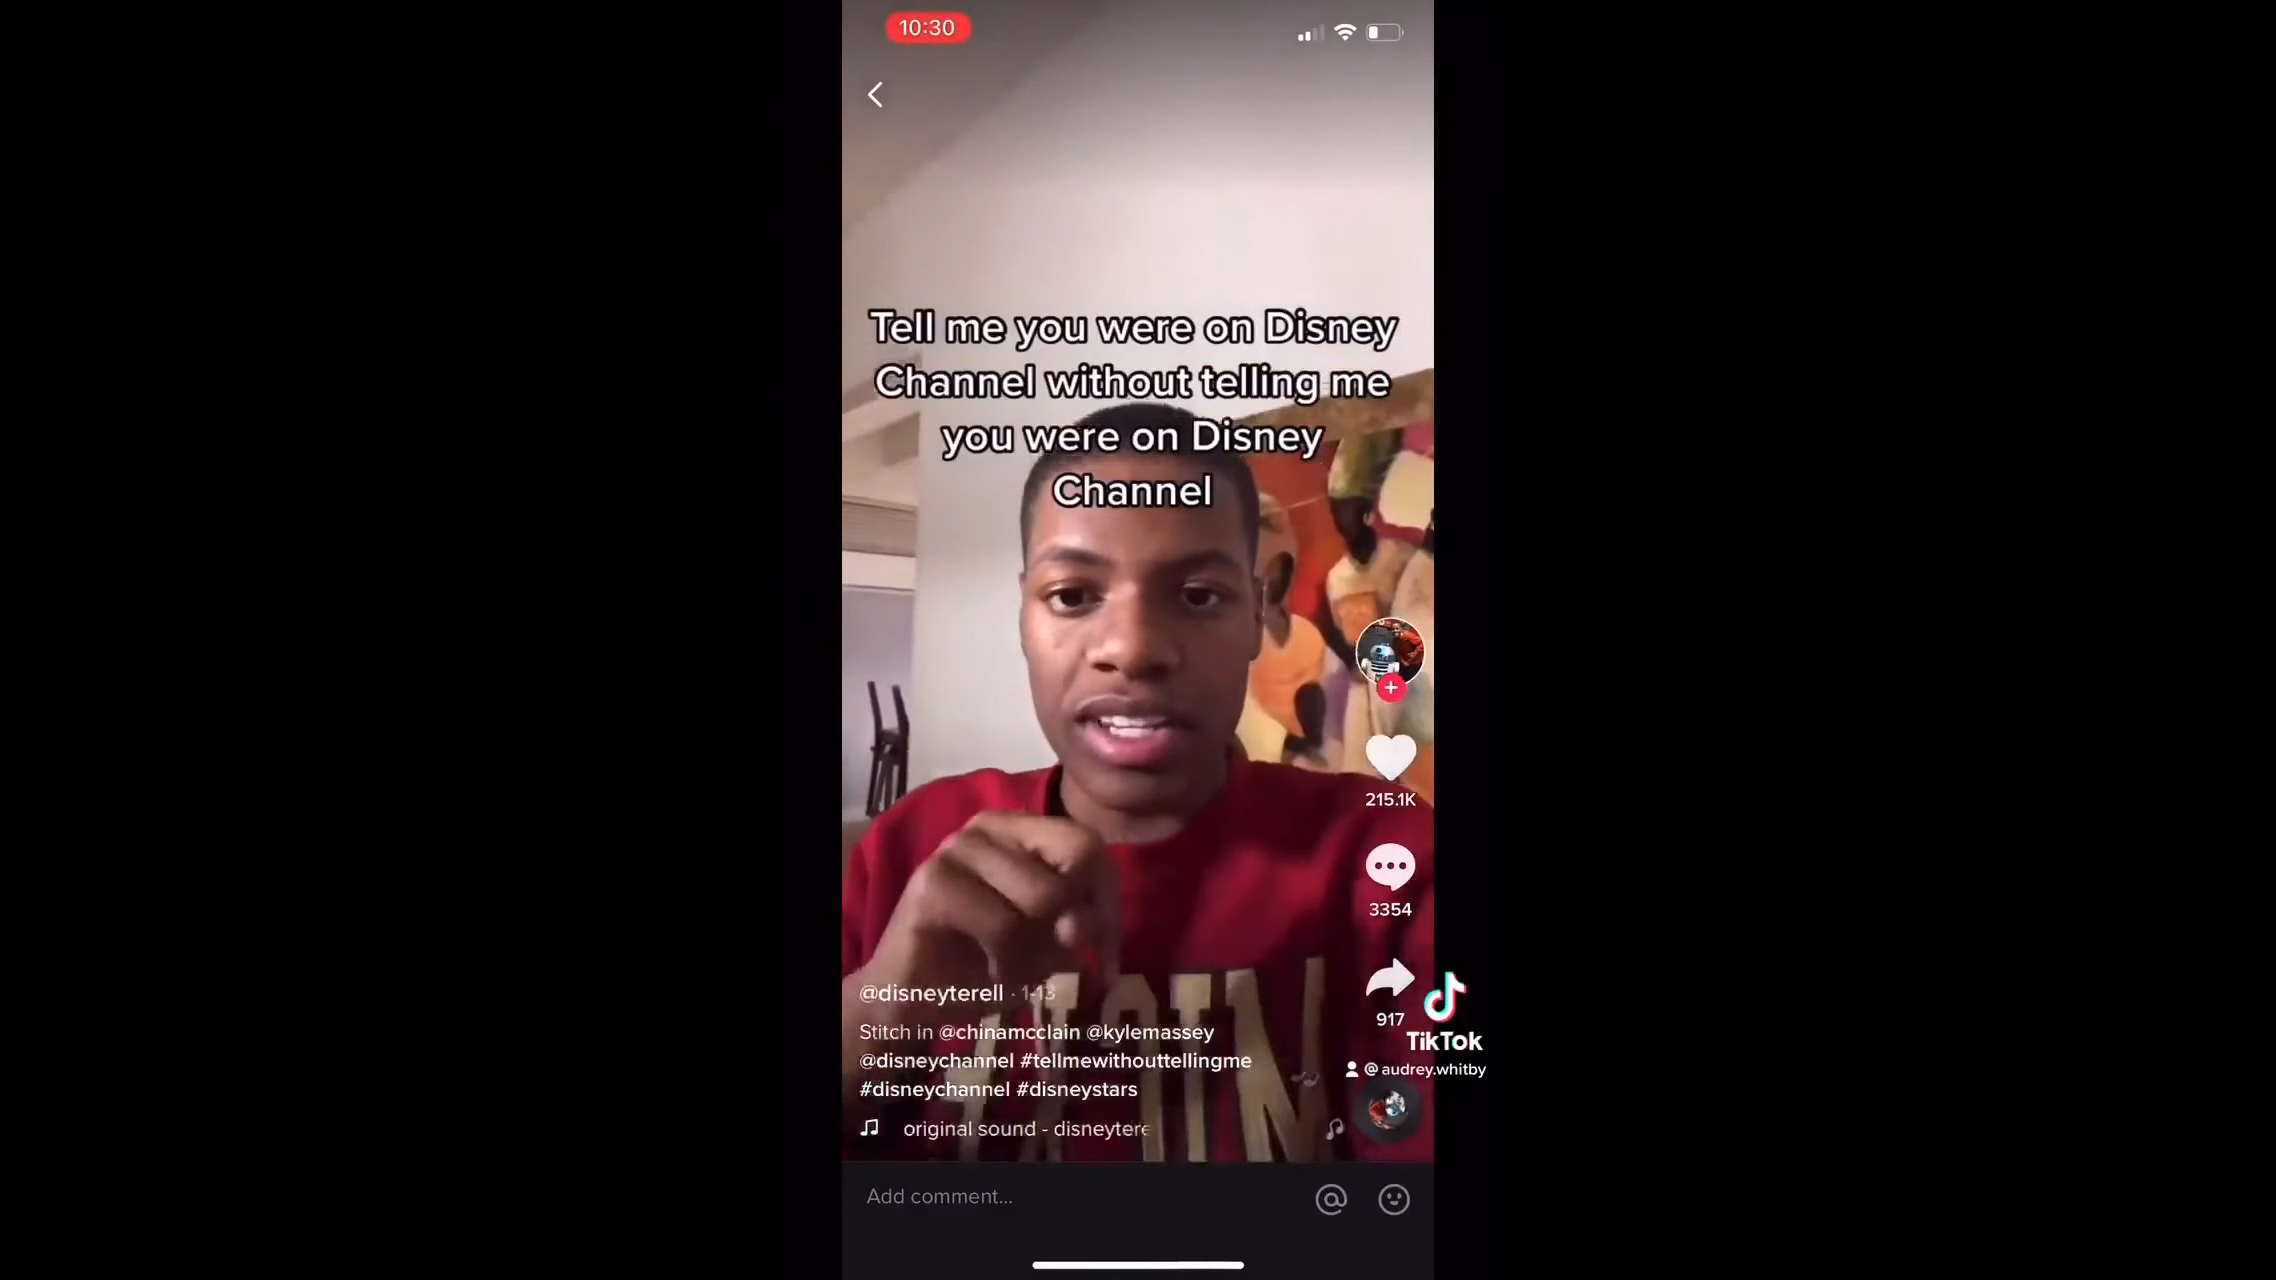 10:30
Tell me you were on Disney
Channel without telling me
you were on Disney
Channel
215.1K
3354
917
TikTok
@ audrey.whitby
@disneyterell · 1-13
Stitch in @chinamcclain @kylemassey
@disneychannel #tellmewithouttellingme
#disneychannel #disneystars
original sound - disneytere
Add comment...